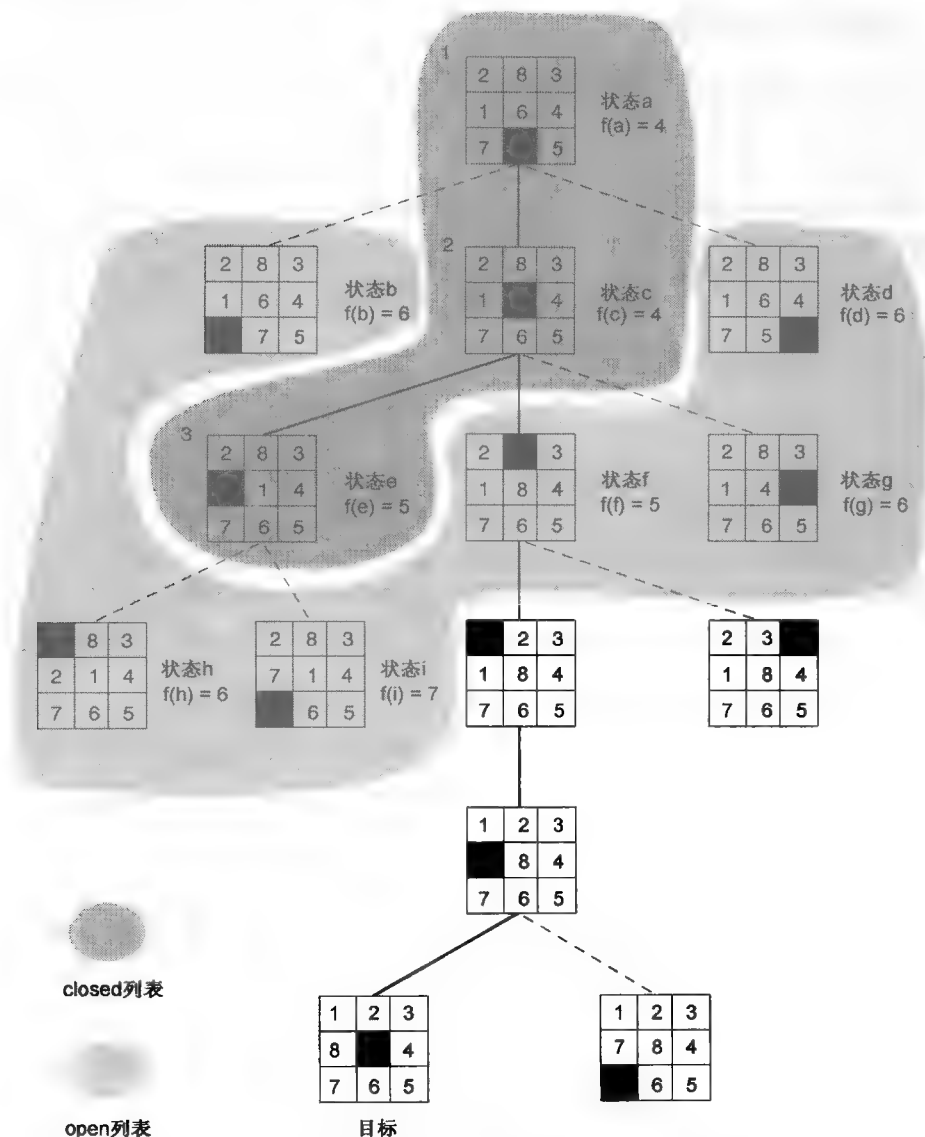 1
2 8 3
1 6 4
7 5
状态a
f(a) = 4
2 8 3
1 6 4
7 5
状态b
f(b) = 6
2
2 8 3
1 4
7 6 5
状态c
f(c) = 4
2 8 3
1 6 4
7 5
状态d
f(d) = 6
3
2 8 3
1 4
7 6 5
状态e
f(e) = 5
2 3
1 8 4
7 6 5
状态f
f(f) = 5
2 8 3
1 4
7 6 5
状态g
f(g) = 6
8 3
2 1 4
7 6 5
状态h
f(h) = 6
2 8 3
7 1 4
6 5
状态i
f(i) = 7
2 3
1 8 4
7 6 5
2 3
1 8 4
7 6 5
1 2 3
8 4
7 6 5
closed列表
1 2 3
8 4
7 6 5
目标
1 2 3
7 8 4
6 5
open列表